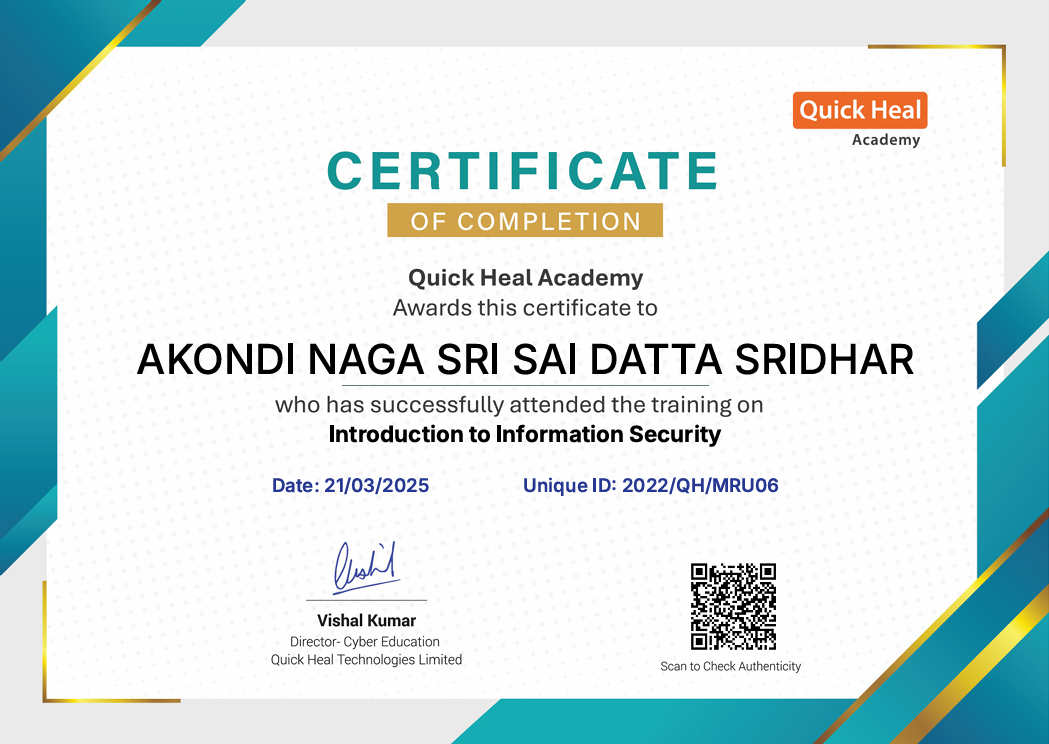 Quick Heal
Academy
CERTIFICATE
OF COMPLETION
Quick Heal Academy
Awards this certificate to
AKONDI NAGA SRI SAI DATTA SRIDHAR
who has successfully attended the training on
Introduction to Information Security
Date: 21/03/2025 Unique ID: 2022/QH/MRU06
Vishal Kumar
Director- Cyber Education
Quick Heal Technologies Limited
Scan to Check Authenticity